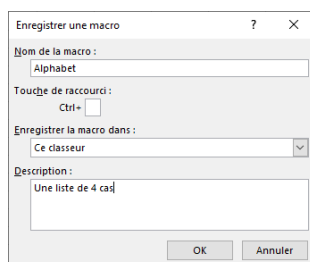 Enregistrer une macro ? ×
Nom de la macro :
Alphabet
Touche de raccourci :
Ctrl+
Enregistrer la macro dans :
Ce classeur
Description :
Une liste de 4 cas
OK Annuler